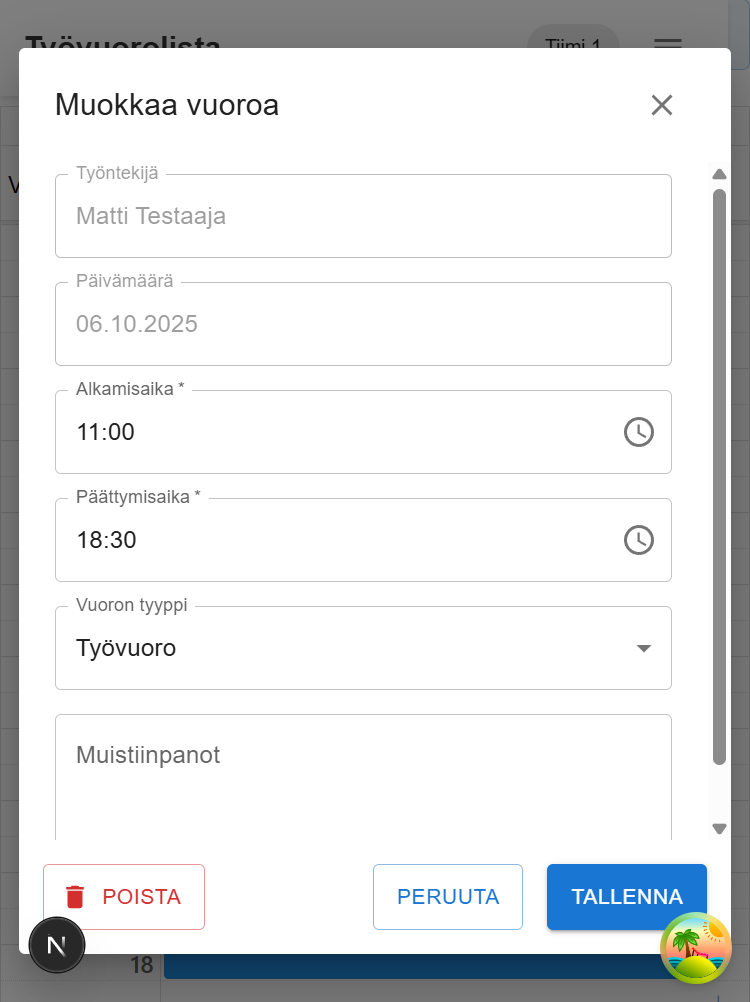 Työvuorolista
Tiimi 1
Muokkaa vuoroa
V
Työntekijä
Matti Testaaja
Päivämäärä
06.10.2025
Alkamisaika *
11:00
Päättymisaika *
18:30
Vuoron tyyppi
Työvuoro
Muistiinpanot
POISTA
PERUUTA
TALLENNA
N
18